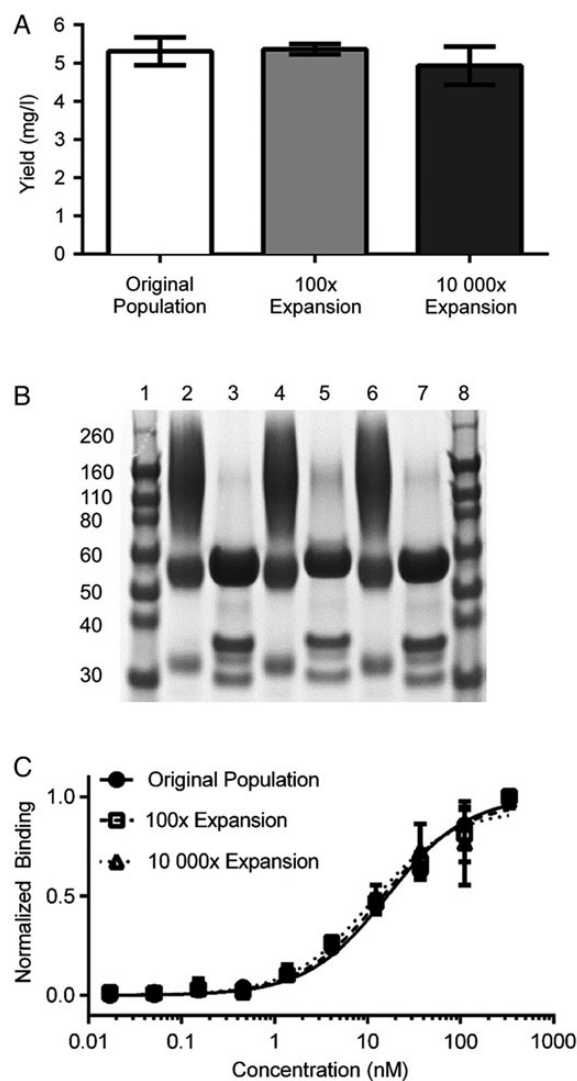 A
6
5
4
3
2
1
0
Yield (mg/l)
Original
Population
100x
Expansion
10 000x
Expansion
B
1 2 3 4 5 6 7 8
260
160
110
80
60
50
40
30
C
Original Population
100x Expansion
10 000x Expansion
1.0
0.5
0.0
Normalized Binding
0.01 0.1 1 10 100 1000
Concentration (nM)